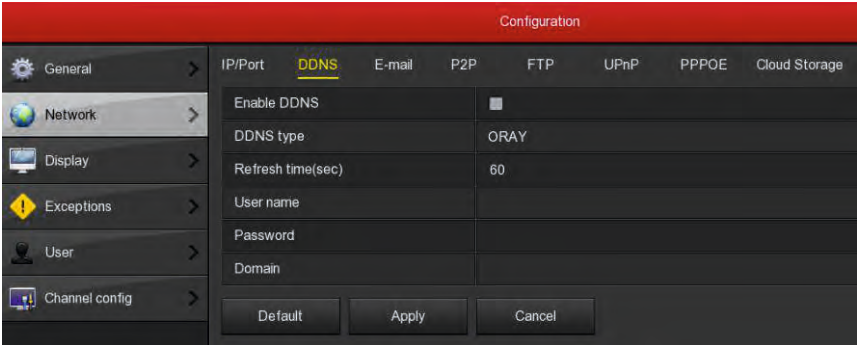 Configuration
General
Network
Display
Exceptions
User
Channel config
IP/Port DDNS E-mail P2P FTP UPnP PPPOE Cloud Storage
Enable DDNS
DDNS type ORAY
Refresh time(sec) 60
User name
Password
Domain
Default Apply Cancel